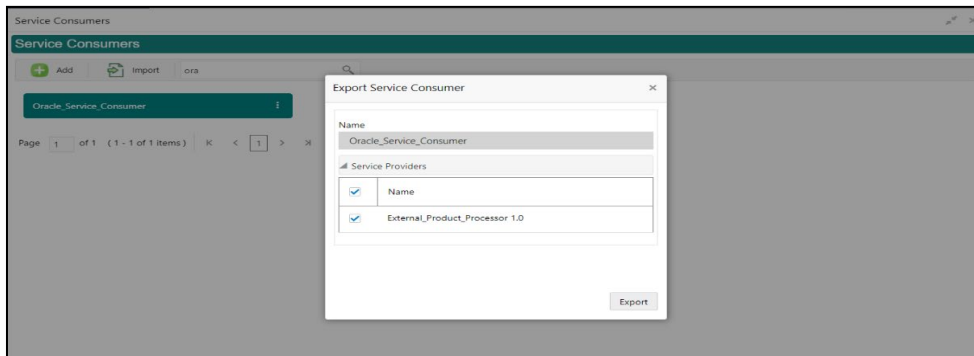 Service Consumers
Service Consumers
Add Import ora
Oracle_Service_Consumer
Page 1 of 1 (1 - 1 of 1 items) K < 1 > >|
Export Service Consumer ×
Name
Oracle_Service_Consumer
Service Providers
Name
External_Product_Processor 1.0
Export